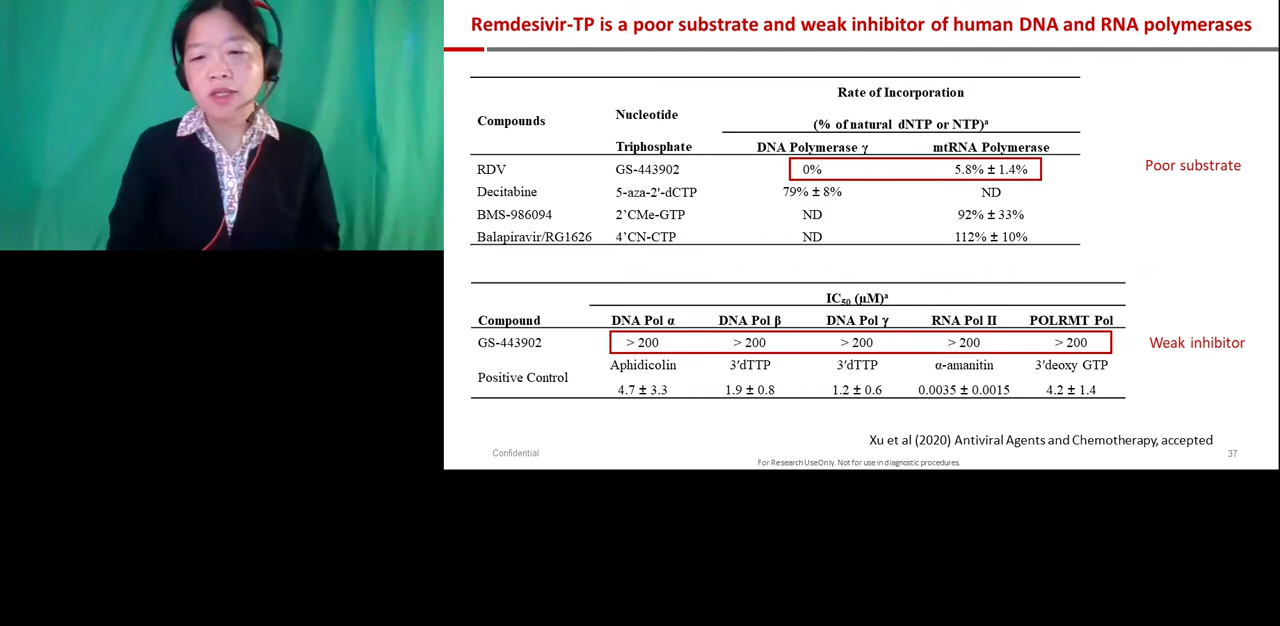 Remdesivir-TP is a poor substrate and weak inhibitor of human DNA and RNA polymerases
Rate of Incorporation
Compounds Nucleotide (% of natural dNTP or NTP)ᵃ
Triphosphate DNA Polymerase γ mtRNA Polymerase
RDV GS-443902 0% 5.8% ± 1.4%
Decitabine 5-aza-2'-dCTP 79% ± 8% ND
BMS-986094 2’CMe-GTP ND 92% ± 33%
Balapiravir/RG1626 4’CN-CTP ND 112% ± 10%
Poor substrate
IC₅₀ (µM)ᵃ
Compound DNA Pol α DNA Pol β DNA Pol γ RNA Pol II POLRMT Pol
GS-443902 > 200 > 200 > 200 > 200 > 200
Weak inhibitor
Positive Control Aphidicolin 3′dTTP 3′dTTP α-amanitin 3′deoxy GTP
4.7 ± 3.3 1.9 ± 0.8 1.2 ± 0.6 0.0035 ± 0.0015 4.2 ± 1.4
Xu et al (2020) Antiviral Agents and Chemotherapy, accepted
Confidential 37
For Research UseOnly. Not for use in diagnostic procedures.